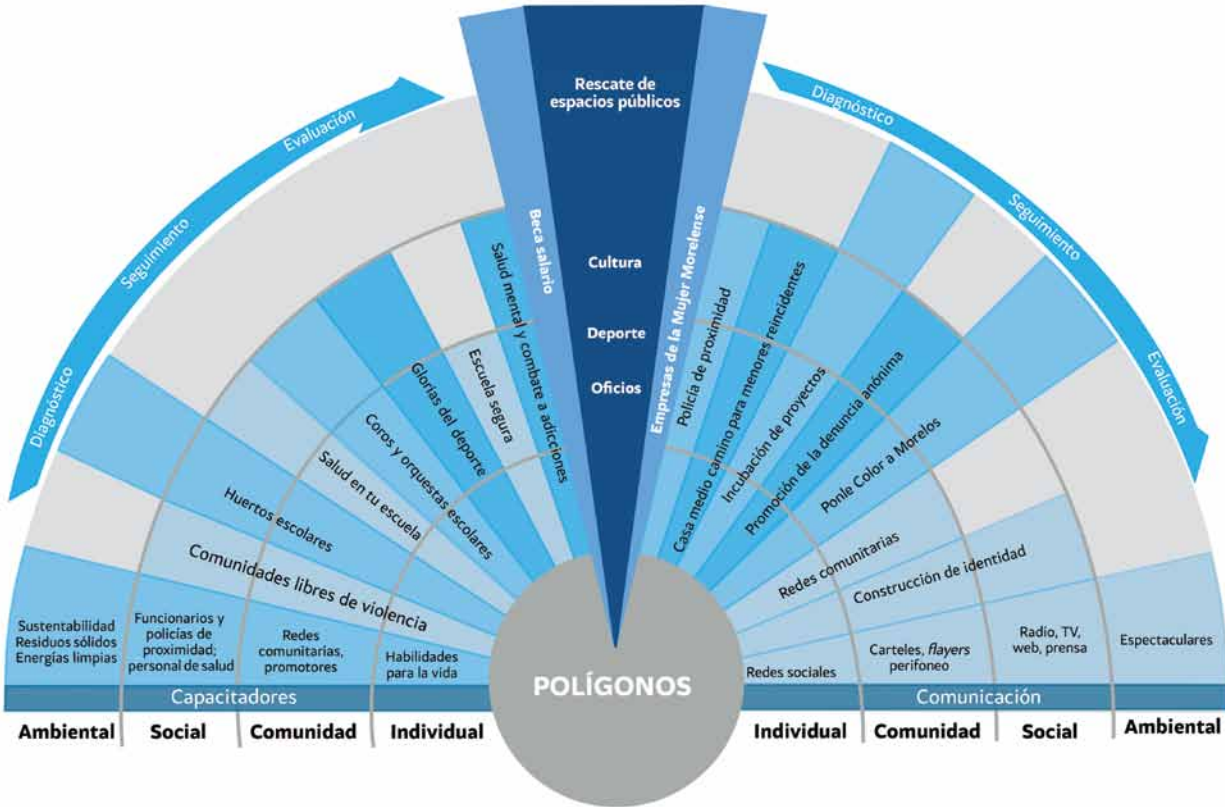 Rescate de
espacios públicos
Cultura
Deporte
Oficios
Beca salario
Empresas de la Mujer Morelense
Diagnóstico
Seguimiento
Evaluación
Diagnóstico
Seguimiento
Evaluación
Salud mental y combate a adicciones
Escuela segura
Glorias del deporte
Coros y orquestas escolares
Salud en tu escuela
Huertos escolares
Comunidades libres de violencia
Policía de proximidad
Casa medio camino para menores reincidentes
Incubación de proyectos
Promoción de la denuncia anónima
Ponle Color a Morelos
Redes comunitarias
Construcción de identidad
Sustentabilidad
Residuos sólidos
Energías limpias
Funcionarios y
policías de
proximidad;
personal de salud
Redes
comunitarias,
promotores
Habilidades
para la vida
POLÍGONOS
Redes sociales
Carteles, flayers
perifoneo
Radio, TV,
web, prensa
Espectaculares
Capacitadores
Comunicación
Ambiental
Social
Comunidad
Individual
Individual
Comunidad
Social
Ambiental